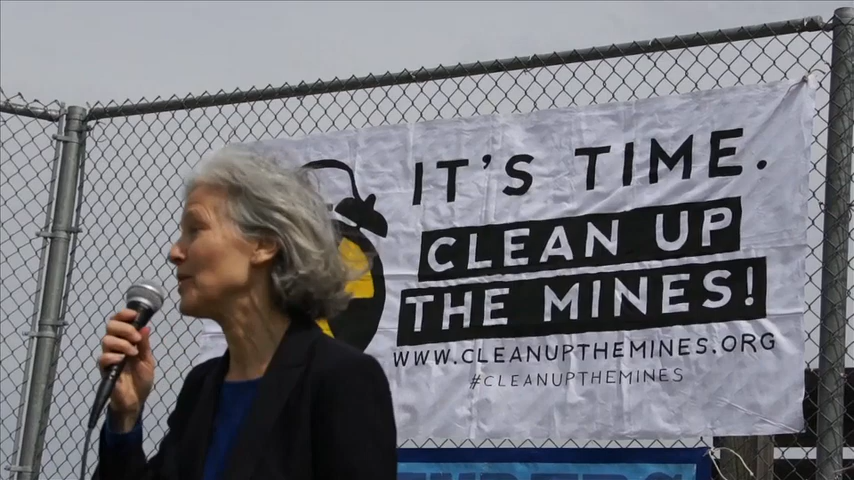 IT'S TIME.
CLEAN UP
THE MINES!
WWW.CLEANUPTHEMINES.ORG
#CLEANUPTHEMINES